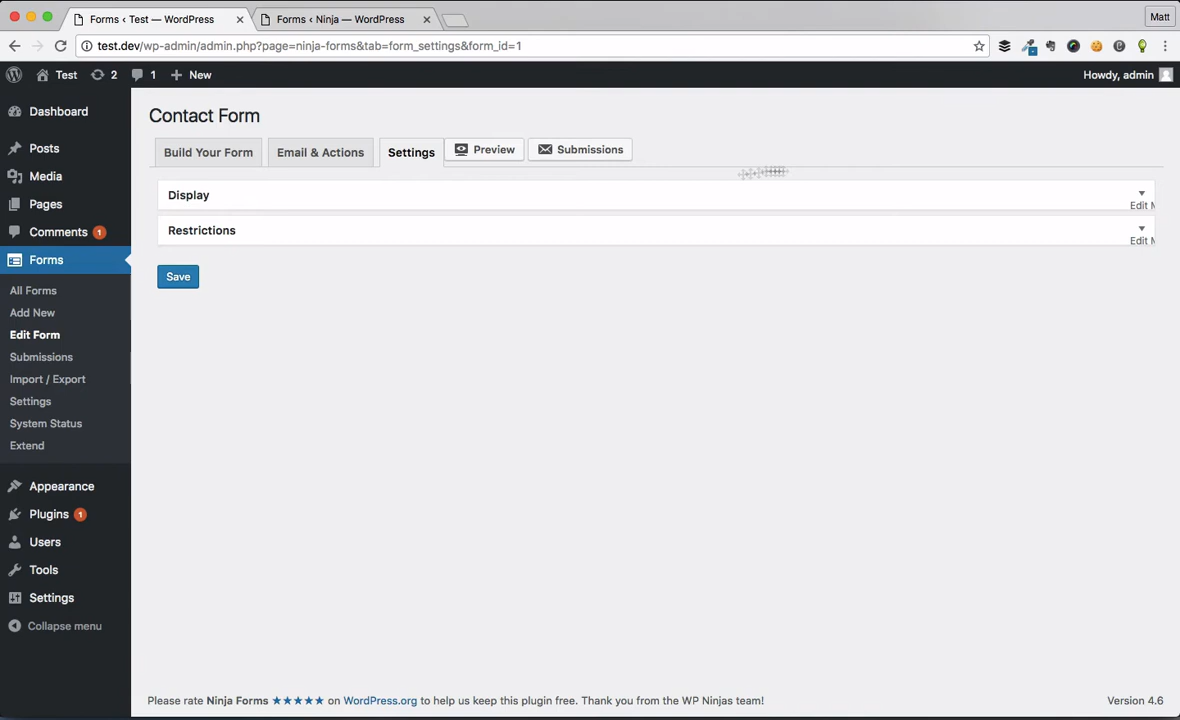 Forms ‹ Test — WordPress
Forms ‹ Ninja — WordPress
Matt
test.dev/wp-admin/admin.php?page=ninja-forms&tab=form_settings&form_id=1
Test
2
1
New
Howdy, admin
Dashboard
Posts
Media
Pages
Comments 1
Forms
All Forms
Add New
Edit Form
Submissions
Import / Export
Settings
System Status
Extend
Appearance
Plugins 1
Users
Tools
Settings
Collapse menu
Contact Form
Build Your Form
Email & Actions
Settings
Preview
Submissions
Display
Edit M
Restrictions
Edit M
Save
Please rate Ninja Forms ★★★★★ on WordPress.org to help us keep this plugin free. Thank you from the WP Ninjas team!
Version 4.6